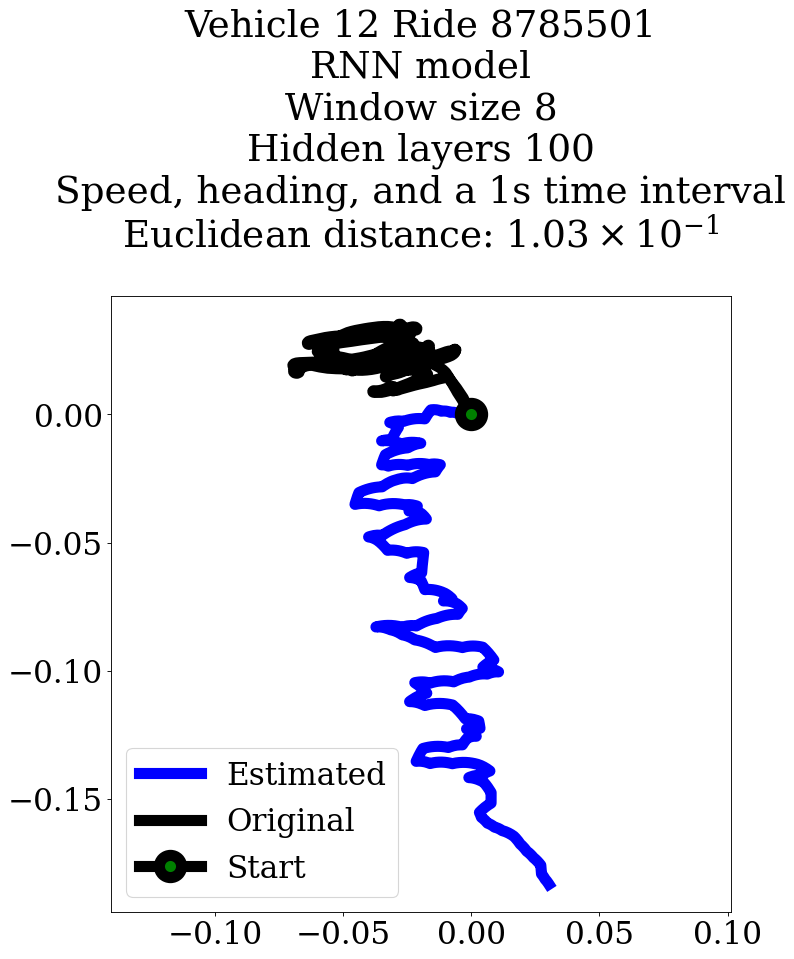 Vehicle 12 Ride 8785501
RNN model
Window size 8
Hidden layers 100
Speed, heading, and a 1s time interval
Euclidean distance: 1.03 × 10⁻¹
0.00
−0.05
−0.10
−0.15
Estimated
Original
Start
−0.10 −0.05 0.00 0.05 0.10